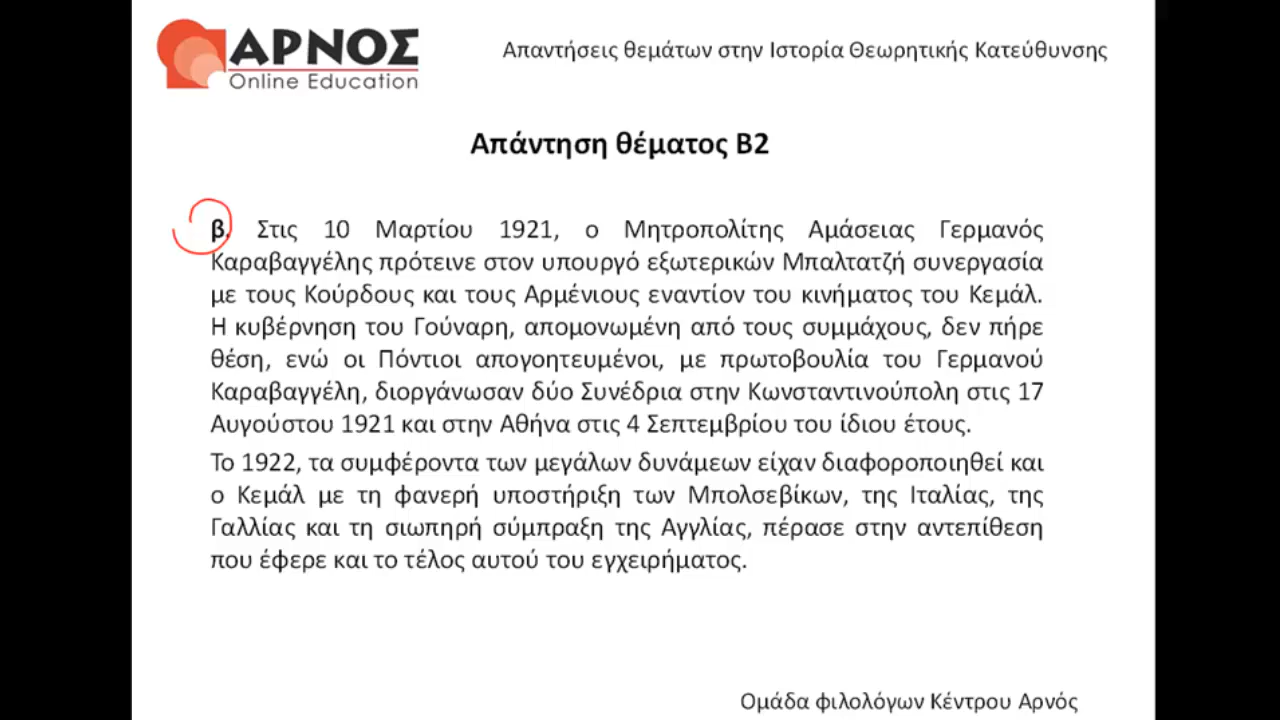 ΑΡΝΟΣ
Online Education
Απαντήσεις θεμάτων στην Ιστορία Θεωρητικής Κατεύθυνσης
Απάντηση θέματος Β2
β. Στις 10 Μαρτίου 1921, ο Μητροπολίτης Αμάσειας Γερμανός
Καραβαγγέλης πρότεινε στον υπουργό εξωτερικών Μπαλτατζή συνεργασία
με τους Κούρδους και τους Αρμένιους εναντίον του κινήματος του Κεμάλ.
Η κυβέρνηση του Γούναρη, απομονωμένη από τους συμμάχους, δεν πήρε
θέση, ενώ οι Πόντιοι απογοητευμένοι, με πρωτοβουλία του Γερμανού
Καραβαγγέλη, διοργάνωσαν δύο Συνέδρια στην Κωνσταντινούπολη στις 17
Αυγούστου 1921 και στην Αθήνα στις 4 Σεπτεμβρίου του ίδιου έτους.
Το 1922, τα συμφέροντα των μεγάλων δυνάμεων είχαν διαφοροποιηθεί και
ο Κεμάλ με τη φανερή υποστήριξη των Μπολσεβίκων, της Ιταλίας, της
Γαλλίας και τη σιωπηρή σύμπραξη της Αγγλίας, πέρασε στην αντεπίθεση
που έφερε και το τέλος αυτού του εγχειρήματος.
Ομάδα φιλολόγων Κέντρου Αρνός